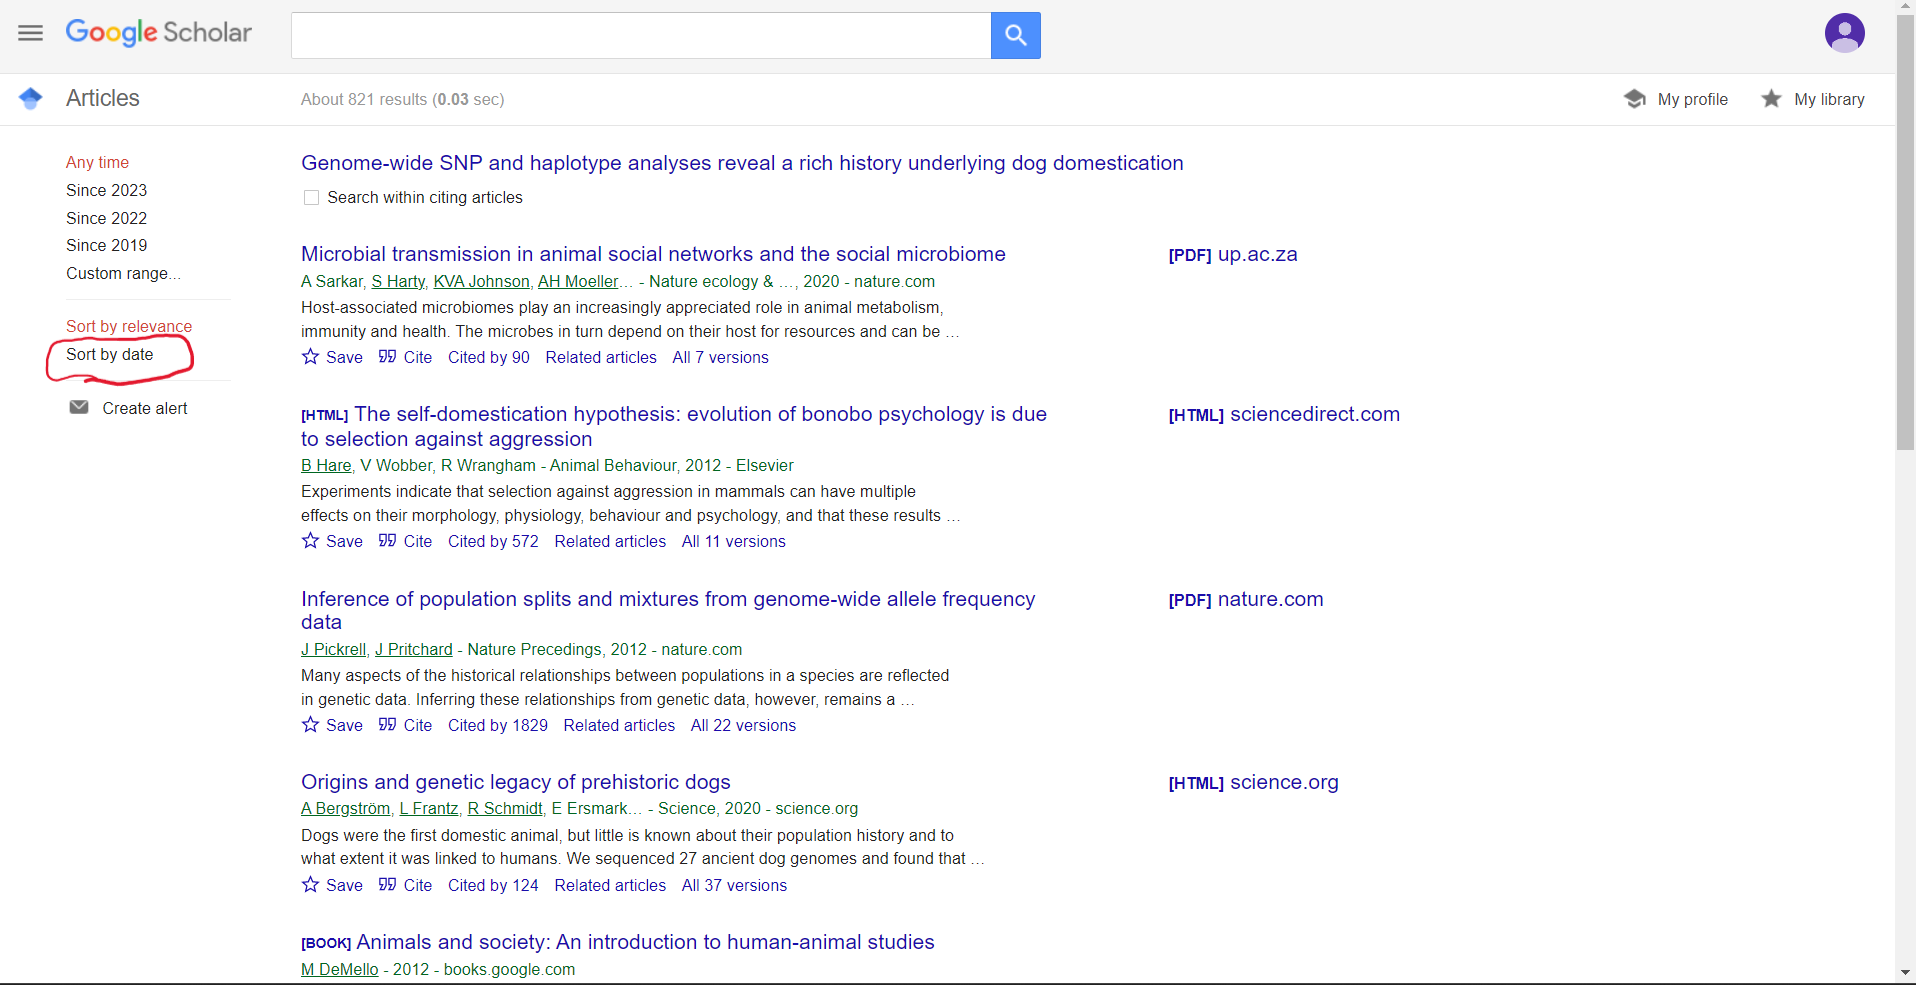 Google Scholar
Articles
About 821 results (0.03 sec)
My profile
My library
Any time
Since 2023
Since 2022
Since 2019
Custom range...
Sort by relevance
Sort by date
Create alert
Genome-wide SNP and haplotype analyses reveal a rich history underlying dog domestication
Search within citing articles
Microbial transmission in animal social networks and the social microbiome
[PDF] up.ac.za
A Sarkar, S Harty, KVA Johnson, AH Moeller… - Nature ecology & …, 2020 - nature.com
Host-associated microbiomes play an increasingly appreciated role in animal metabolism,
immunity and health. The microbes in turn depend on their host for resources and can be …
Save Cite Cited by 90 Related articles All 7 versions
[HTML] The self-domestication hypothesis: evolution of bonobo psychology is due
to selection against aggression
[HTML] sciencedirect.com
B Hare, V Wobber, R Wrangham - Animal Behaviour, 2012 - Elsevier
Experiments indicate that selection against aggression in mammals can have multiple
effects on their morphology, physiology, behaviour and psychology, and that these results …
Save Cite Cited by 572 Related articles All 11 versions
Inference of population splits and mixtures from genome-wide allele frequency
data
[PDF] nature.com
J Pickrell, J Pritchard - Nature Precedings, 2012 - nature.com
Many aspects of the historical relationships between populations in a species are reflected
in genetic data. Inferring these relationships from genetic data, however, remains a …
Save Cite Cited by 1829 Related articles All 22 versions
Origins and genetic legacy of prehistoric dogs
[HTML] science.org
A Bergström, L Frantz, R Schmidt, E Ersmark… - Science, 2020 - science.org
Dogs were the first domestic animal, but little is known about their population history and to
what extent it was linked to humans. We sequenced 27 ancient dog genomes and found that …
Save Cite Cited by 124 Related articles All 37 versions
[BOOK] Animals and society: An introduction to human-animal studies
M DeMello - 2012 - books.google.com